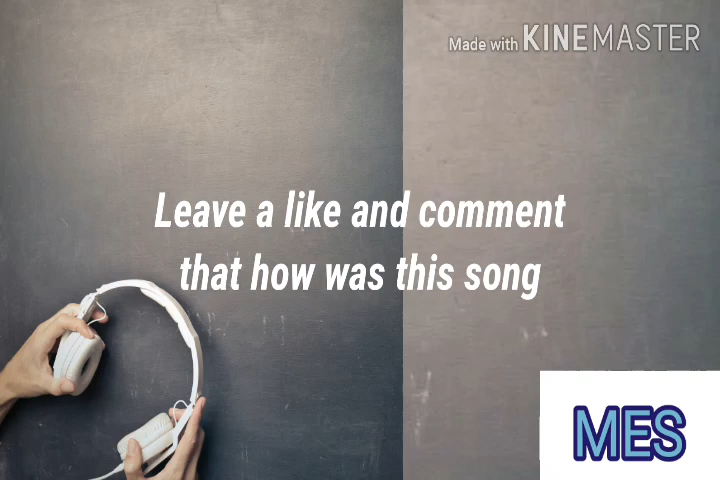 Made with KINEMASTER
Leave a like and comment
that how was this song
MES